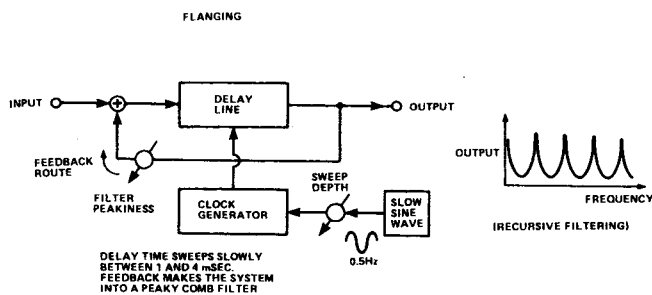 FLANGING
INPUT
+
DELAY
LINE
OUTPUT
FEEDBACK
ROUTE
FILTER
PEAKINESS
CLOCK
GENERATOR
SWEEP
DEPTH
SLOW
SINE
WAVE
0.5Hz
DELAY TIME SWEEPS SLOWLY
BETWEEN 1 AND 4 mSEC.
FEEDBACK MAKES THE SYSTEM
INTO A PEAKY COMB FILTER
OUTPUT
FREQUENCY
(RECURSIVE FILTERING)